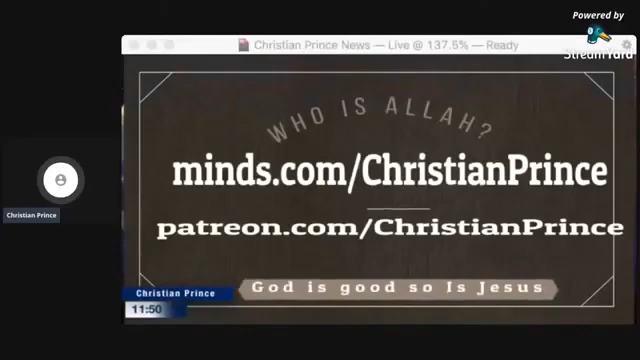 Powered by
StreamYard
Christian Prince News — Live @ 137.5% — Ready
WHO IS ALLAH?
minds.com/ChristianPrince
patreon.com/ChristianPrince
Christian Prince
God is good so Is Jesus
Christian Prince
11:50